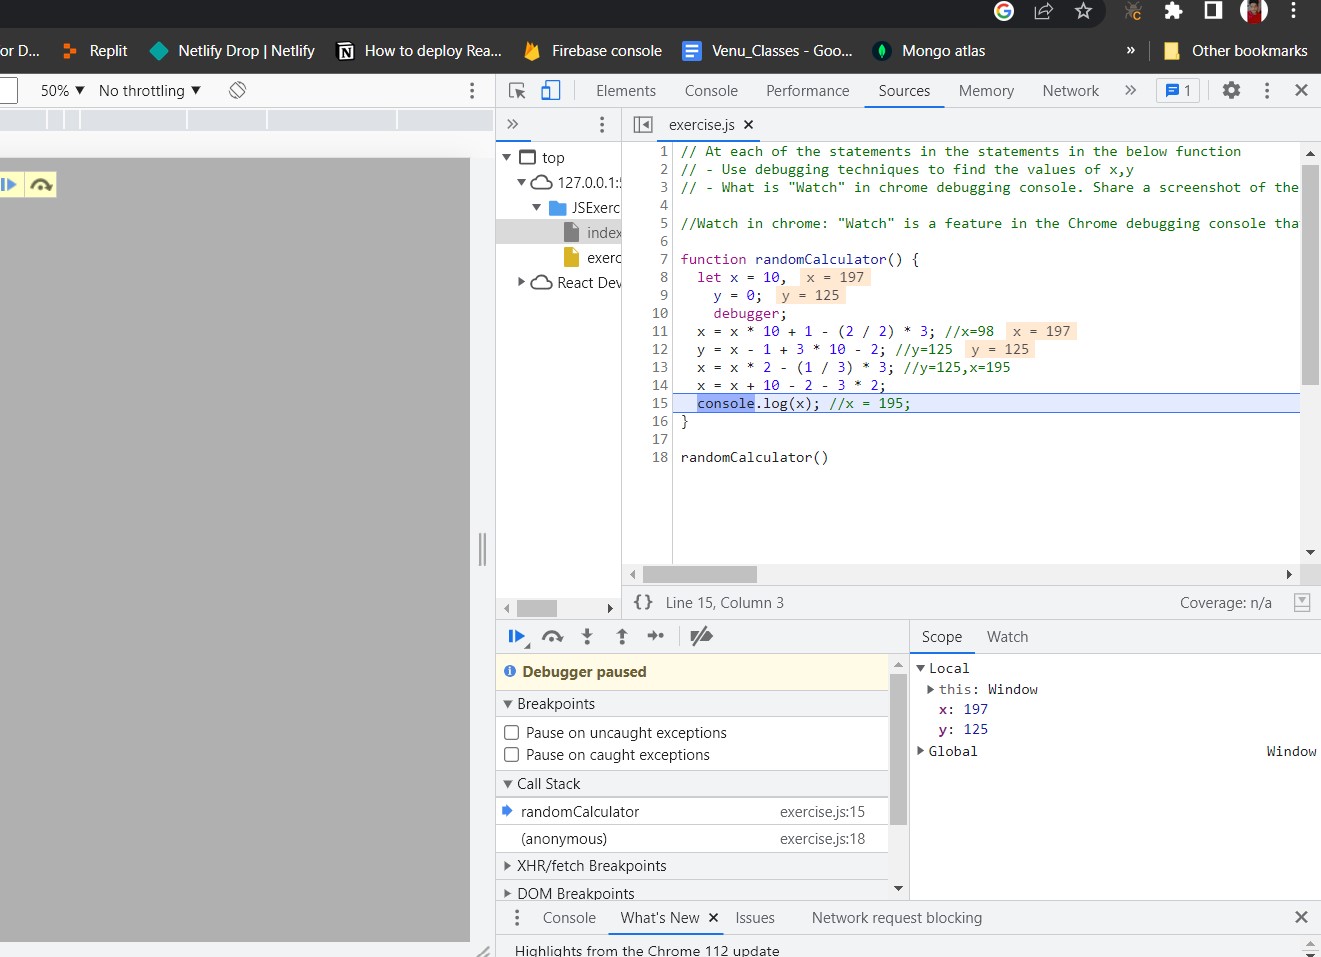 or D...
Replit
Netlify Drop | Netlify
How to deploy Rea...
Firebase console
Venu_Classes - Goo...
Mongo atlas
»
Other bookmarks
50% ▼ No throttling ▼
Elements Console Performance Sources Memory Network » 1
»
exercise.js ×
top
127.0.0.1:5
JSExerc
index
exerc
React Dev
1 // At each of the statements in the statements in the below function
2 // - Use debugging techniques to find the values of x,y
3 // - What is "Watch" in chrome debugging console. Share a screenshot of the
4
5 //Watch in chrome: "Watch" is a feature in the Chrome debugging console tha
6
7 function randomCalculator() {
8 let x = 10, x = 197
9 y = 0; y = 125
10 debugger;
11 x = x * 10 + 1 - (2 / 2) * 3; //x=98 x = 197
12 y = x - 1 + 3 * 10 - 2; //y=125 y = 125
13 x = x * 2 - (1 / 3) * 3; //y=125,x=195
14 x = x + 10 - 2 - 3 * 2;
15 console.log(x); //x = 195;
16 }
17
18 randomCalculator()
{} Line 15, Column 3
Coverage: n/a
Debugger paused
Breakpoints
Pause on uncaught exceptions
Pause on caught exceptions
Call Stack
randomCalculator exercise.js:15
(anonymous) exercise.js:18
XHR/fetch Breakpoints
DOM Breakpoints
Scope Watch
Local
this: Window
x: 197
y: 125
Global Window
Console What's New × Issues Network request blocking
Highlights from the Chrome 112 update